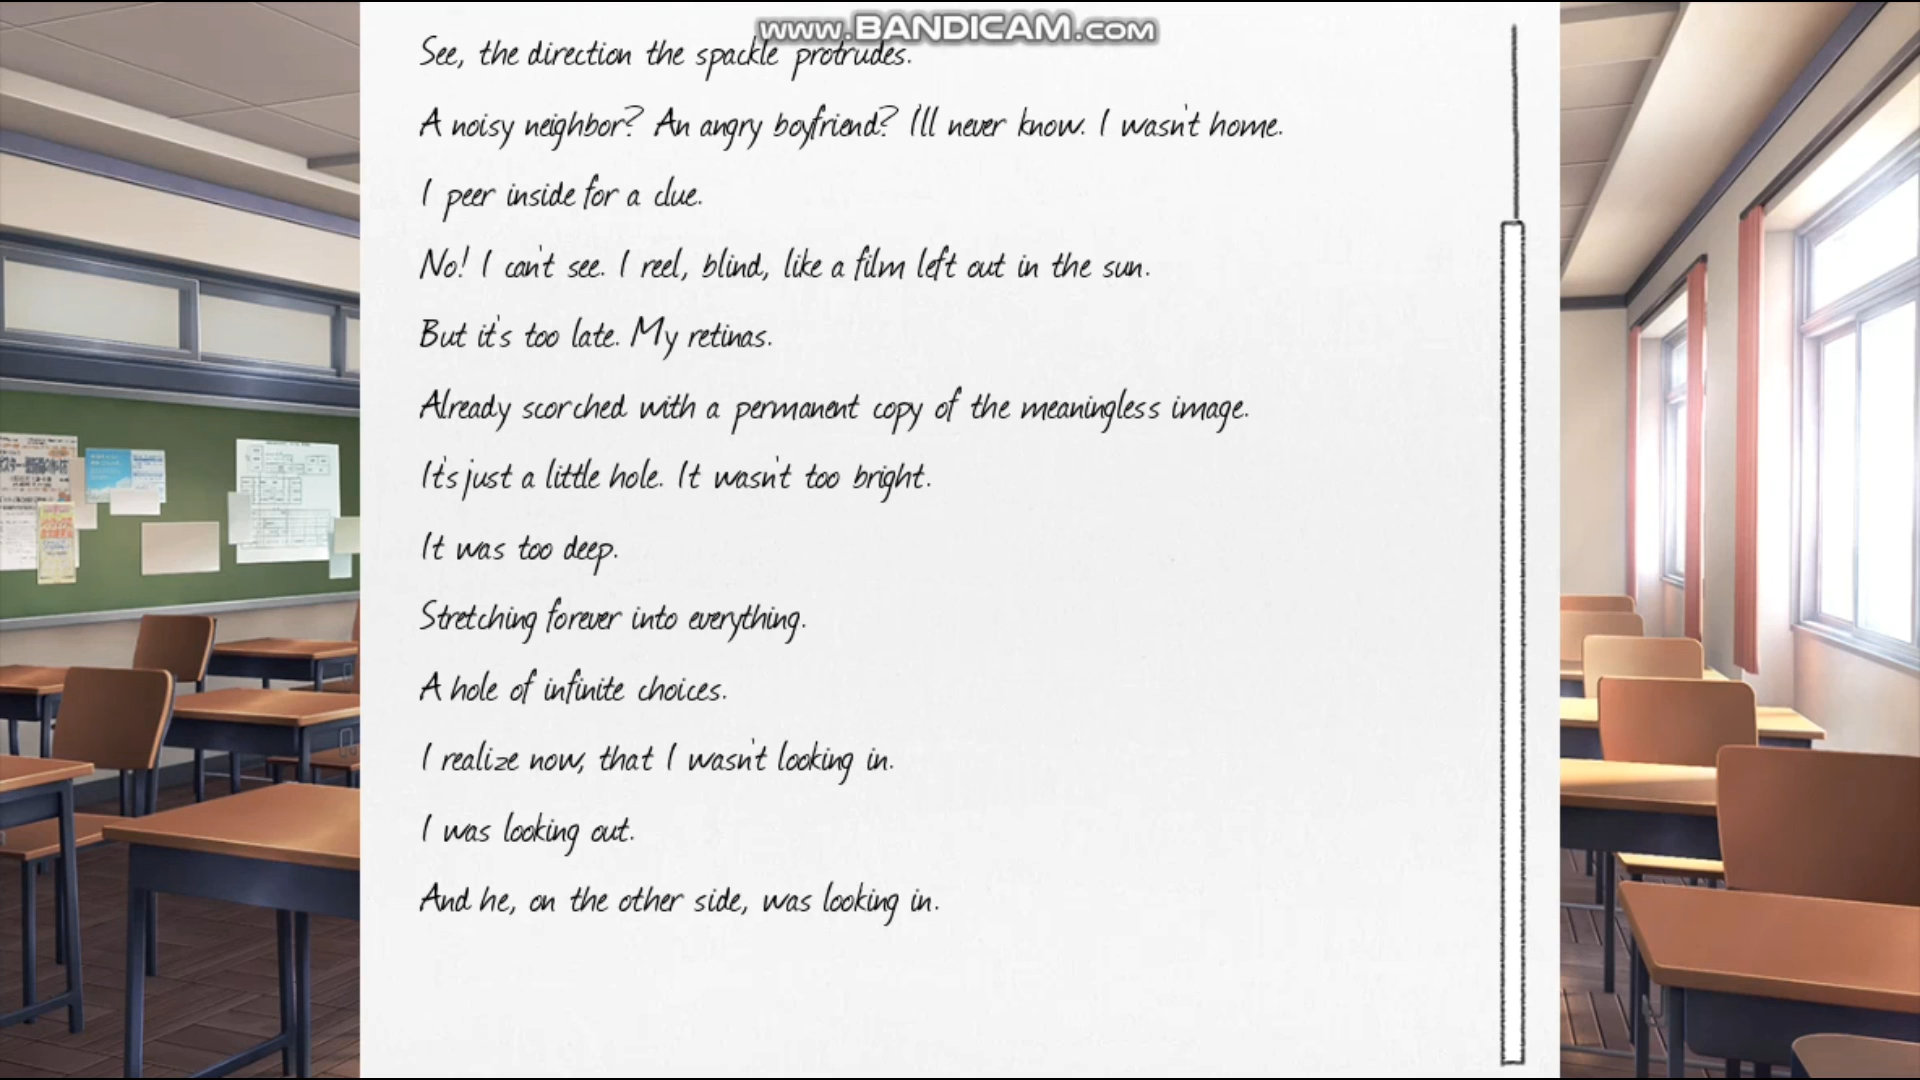 www.BANDICAM.com
See, the direction the spackle protrudes.
A noisy neighbor? An angry boyfriend? I'll never know. I wasn't home.
I peer inside for a clue.
No! I can't see. I reel, blind, like a film left out in the sun.
But it's too late. My retinas.
Already scorched with a permanent copy of the meaningless image.
It's just a little hole. It wasn't too bright.
It was too deep.
Stretching forever into everything.
A hole of infinite choices.
I realize now, that I wasn't looking in.
I was looking out.
And he, on the other side, was looking in.